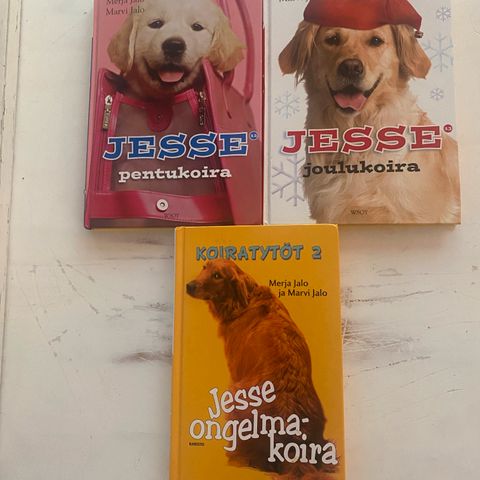 Merja Jalo
Marvi Jalo
JESSE
pentukoira
WSOY
JESSE
joulukoira
WSOY
KOIRATYTÖT 2
Merja Jalo
ja Marvi Jalo
Jesse
ongelma-
koira